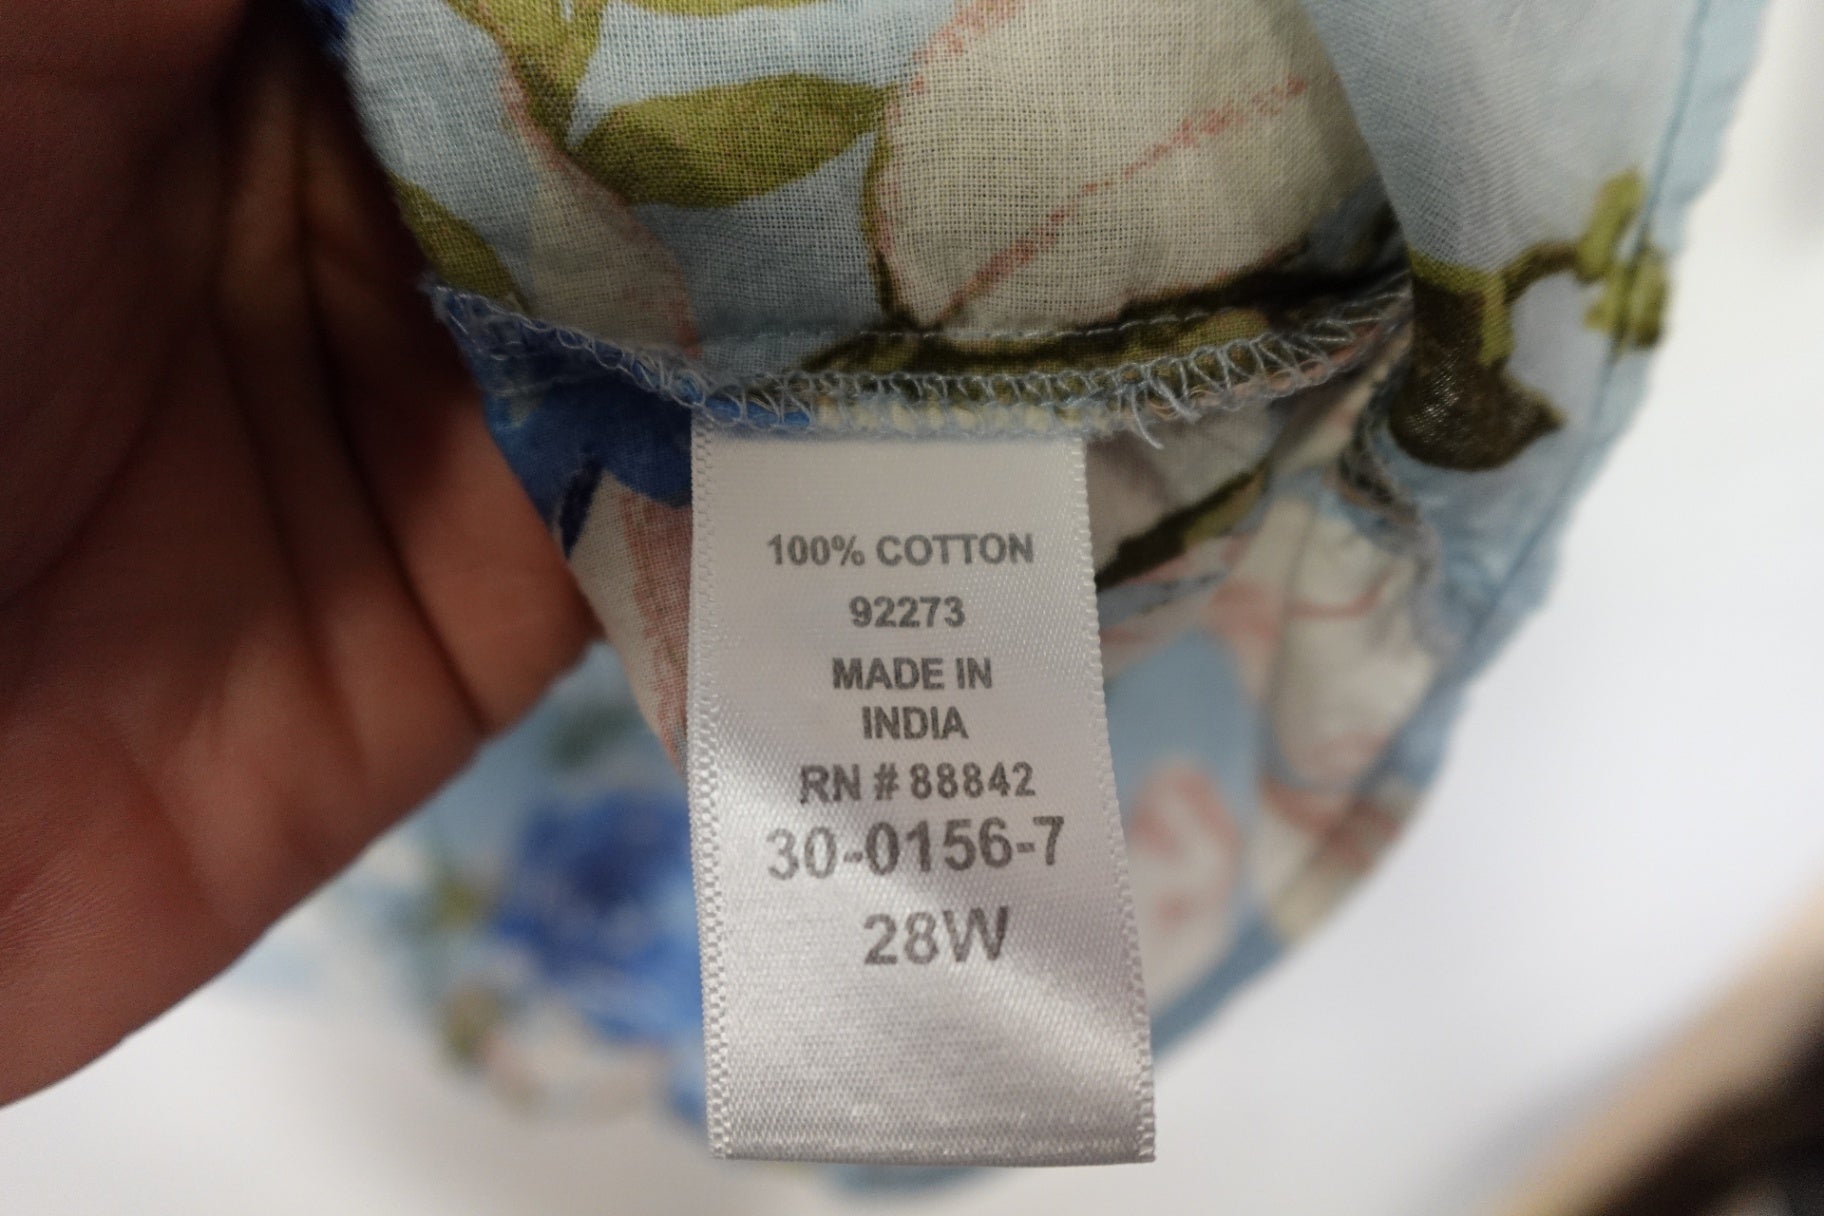 100% COTTON
92273
MADE IN
INDIA
RN # 88842
30-0156-7
28W